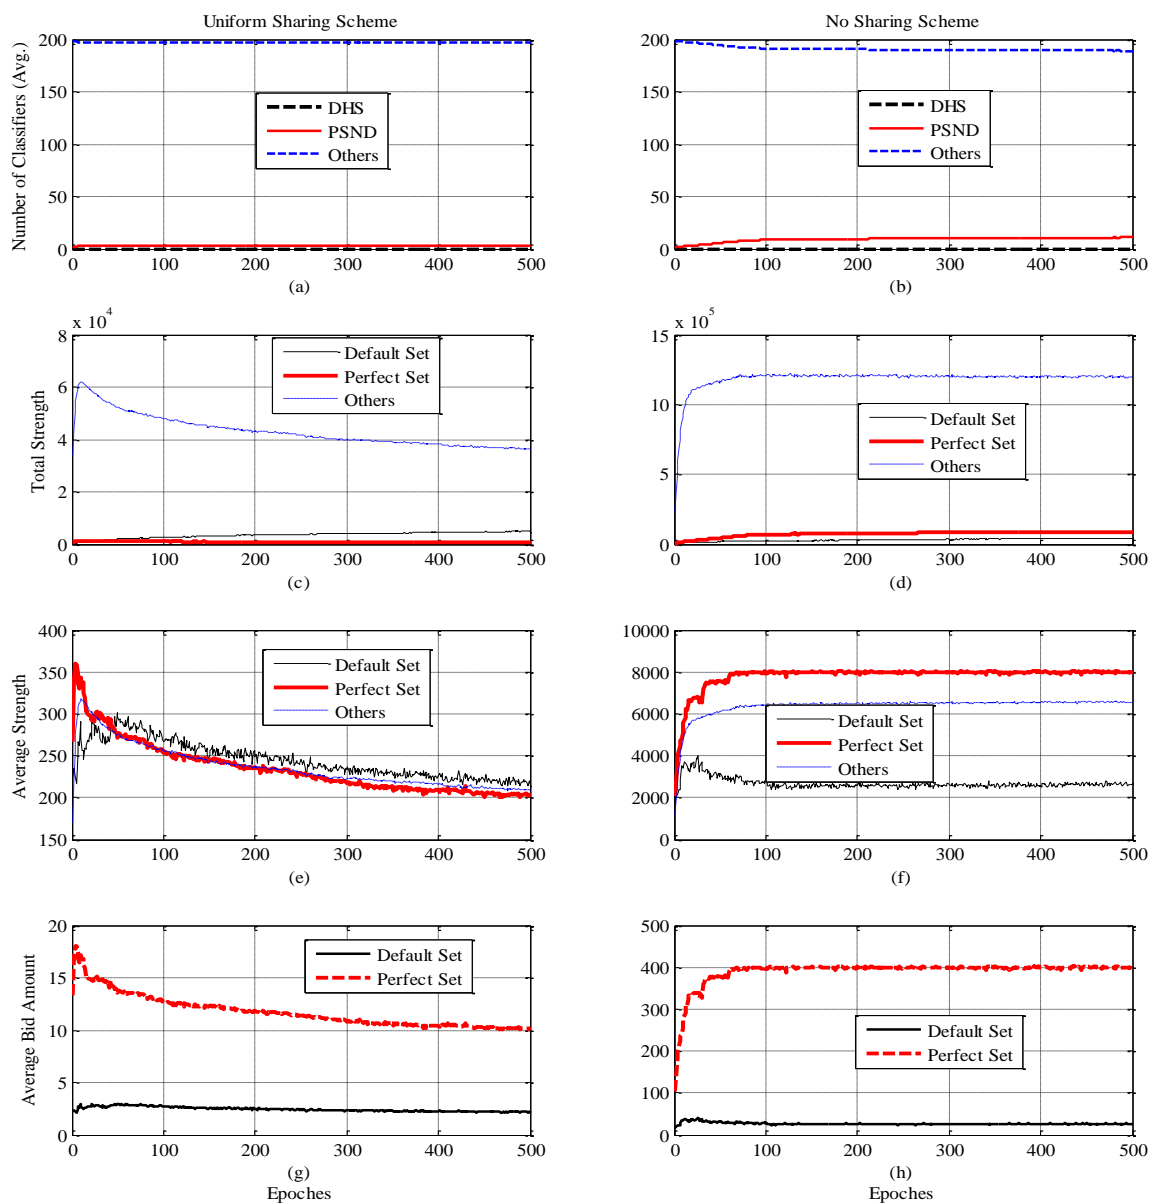 Uniform Sharing Scheme
No Sharing Scheme
Number of Classifiers (Avg.)
200
150
100
50
0
DHS
PSND
Others
0 100 200 300 400 500
(a)
200
150
100
50
0
DHS
PSND
Others
0 100 200 300 400 500
(b)
Total Strength
x 10^4
8
6
4
2
0
Default Set
Perfect Set
Others
0 100 200 300 400 500
(c)
x 10^5
15
10
5
0
Default Set
Perfect Set
Others
0 100 200 300 400 500
(d)
Average Strength
400
350
300
250
200
150
Default Set
Perfect Set
Others
0 100 200 300 400 500
(e)
10000
8000
6000
4000
2000
0
Default Set
Perfect Set
Others
0 100 200 300 400 500
(f)
Average Bid Amount
20
15
10
5
0
Default Set
Perfect Set
0 100 200 300 400 500
(g)
Epoches
500
400
300
200
100
0
Default Set
Perfect Set
0 100 200 300 400 500
(h)
Epoches